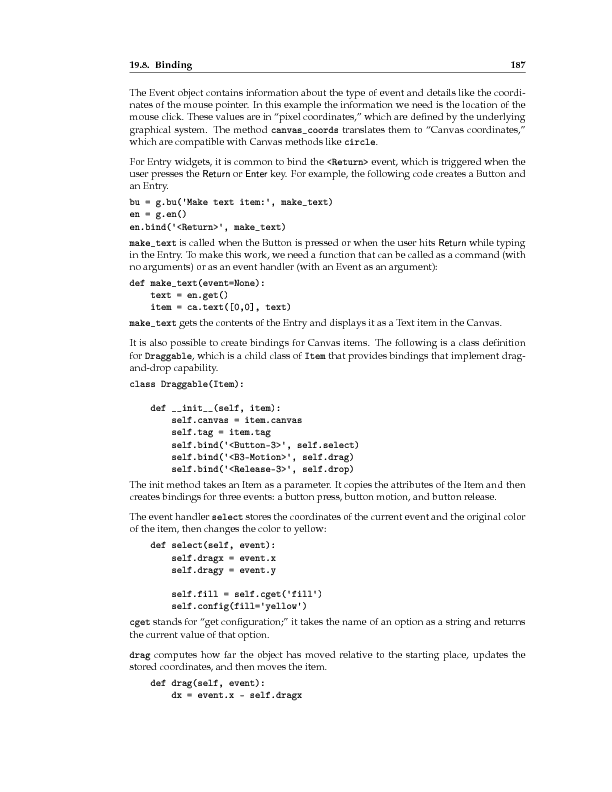 19.8. Binding 187
The Event object contains information about the type of event and details like the coordi-
nates of the mouse pointer. In this example the information we need is the location of the
mouse click. These values are in “pixel coordinates,” which are defined by the underlying
graphical system. The method canvas_coords translates them to “Canvas coordinates,”
which are compatible with Canvas methods like circle.
For Entry widgets, it is common to bind the <Return> event, which is triggered when the
user presses the Return or Enter key. For example, the following code creates a Button and
an Entry.
bu = g.bu('Make text item:', make_text)
en = g.en()
en.bind('<Return>', make_text)
make_text is called when the Button is pressed or when the user hits Return while typing
in the Entry. To make this work, we need a function that can be called as a command (with
no arguments) or as an event handler (with an Event as an argument):
def make_text(event=None):
    text = en.get()
    item = ca.text([0,0], text)
make_text gets the contents of the Entry and displays it as a Text item in the Canvas.
It is also possible to create bindings for Canvas items. The following is a class definition
for Draggable, which is a child class of Item that provides bindings that implement drag-
and-drop capability.
class Draggable(Item):
    def __init__(self, item):
        self.canvas = item.canvas
        self.tag = item.tag
        self.bind('<Button-3>', self.select)
        self.bind('<B3-Motion>', self.drag)
        self.bind('<Release-3>', self.drop)
The init method takes an Item as a parameter. It copies the attributes of the Item and then
creates bindings for three events: a button press, button motion, and button release.
The event handler select stores the coordinates of the current event and the original color
of the item, then changes the color to yellow:
    def select(self, event):
        self.dragx = event.x
        self.dragy = event.y
        self.fill = self.cget('fill')
        self.config(fill='yellow')
cget stands for “get configuration;” it takes the name of an option as a string and returns
the current value of that option.
drag computes how far the object has moved relative to the starting place, updates the
stored coordinates, and then moves the item.
    def drag(self, event):
        dx = event.x - self.dragx